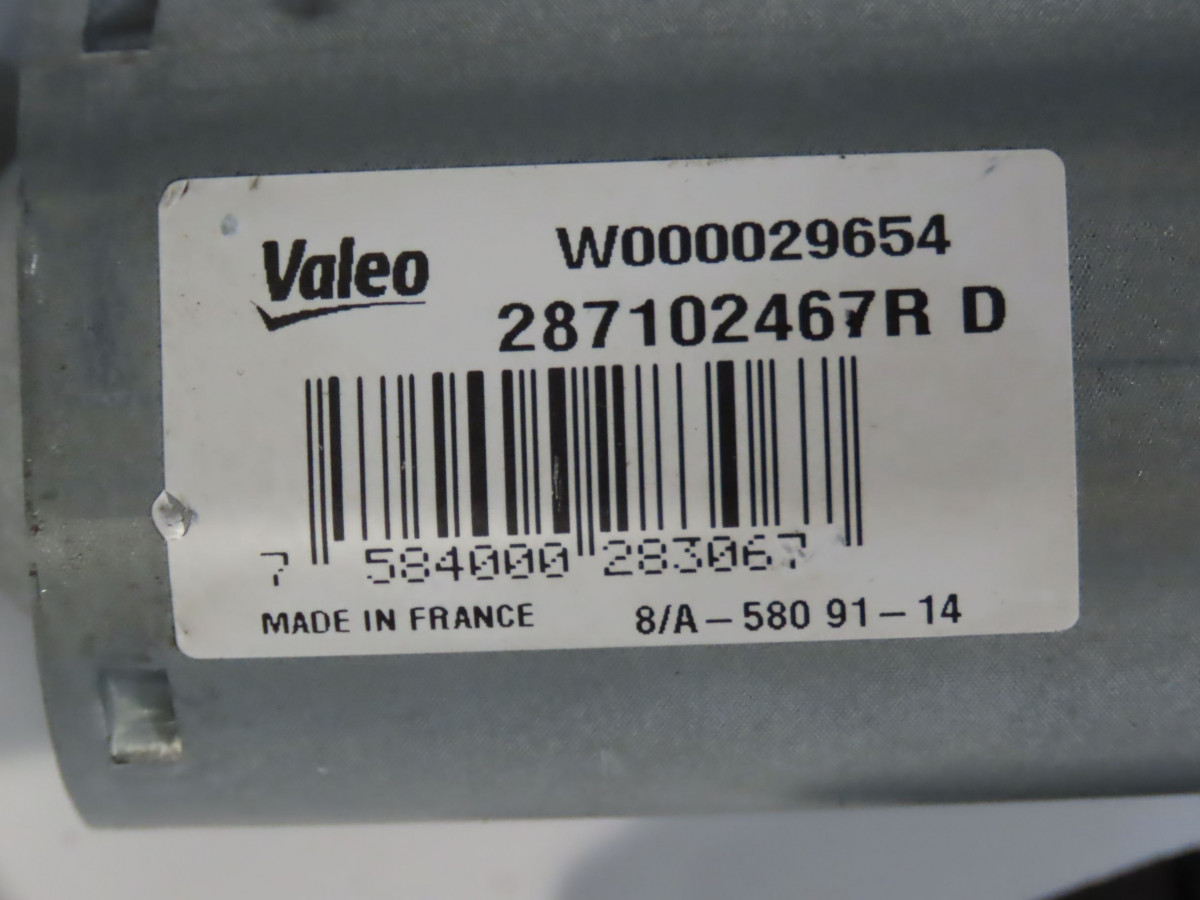 Valeo
W000029654
287102467R D
7 584000 283067
MADE IN FRANCE 8/A-580 91-14